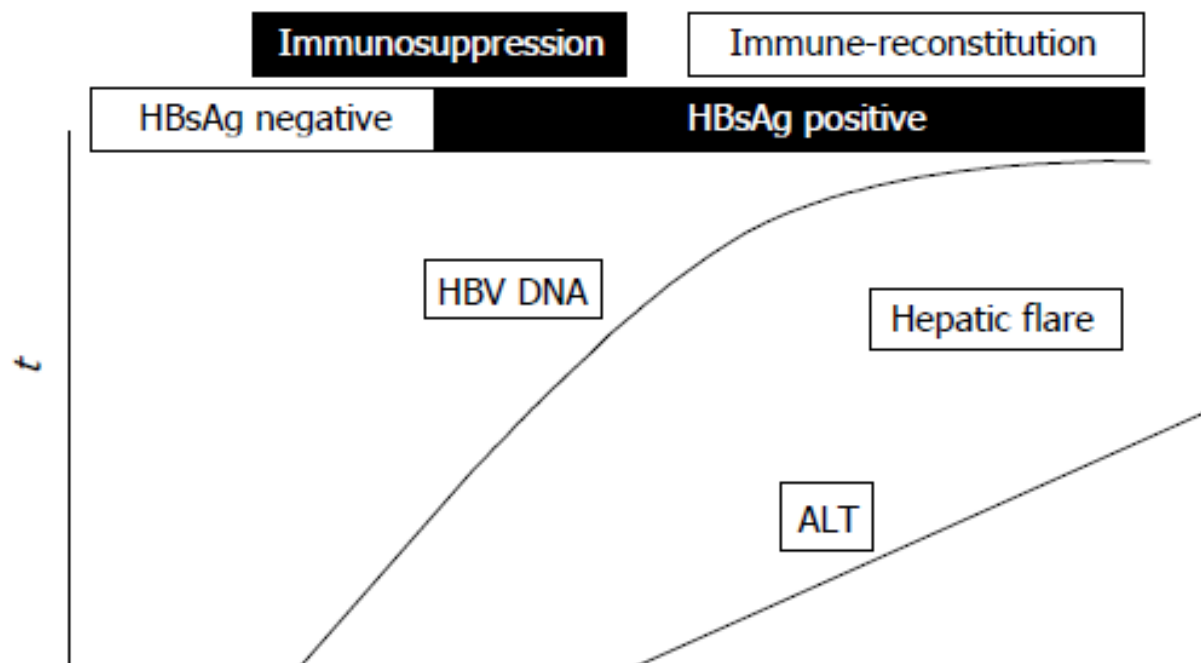 Immunosuppression
Immune-reconstitution
HBsAg negative
HBsAg positive
HBV DNA
Hepatic flare
t
ALT